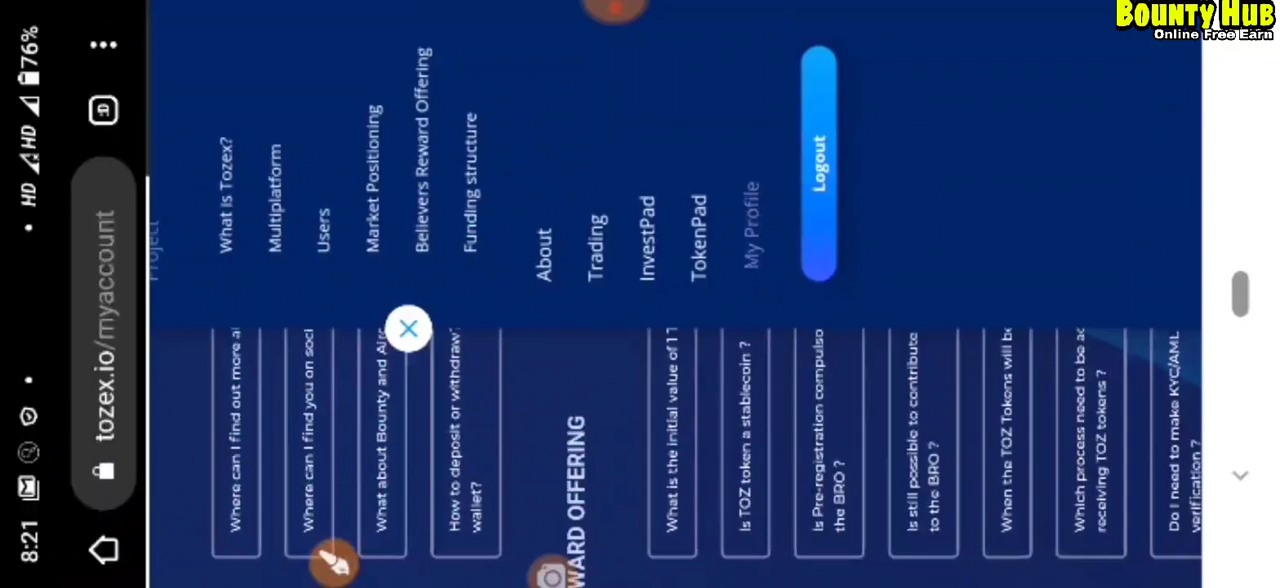 BOUNTY HUB
Online Free Earn
8:21
HD
HD
76%
tozex.io/myaccount
Project
What Is Tozex?
Multiplatform
Users
Market Positioning
Believers Reward Offering
Funding structure
About
Trading
InvestPad
TokenPad
My Profile
Logout
Where can I find out more
Where can I find you on
What about Bounty and
How to deposit or withdraw
wallet?
WARD OFFERING
What is the initial value of 1
Is TOZ token a stablecoin ?
Is Pre-registration
the BRO ?
Is still possible to contribute
to the BRO ?
When the TOZ Tokens will
Which process need to be
receiving TOZ tokens ?
Do I need to make KYC/AML
verification ?